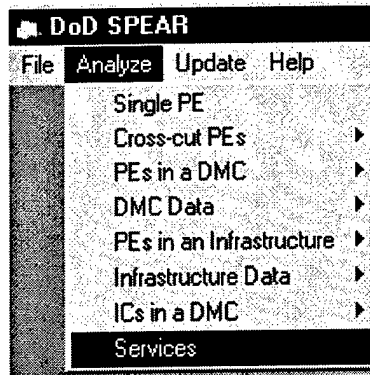 DoD SPEAR
File Analyze Update Help
Single PE
Cross-cut PEs
PEs in a DMC
DMC Data
PEs in an Infrastructure
Infrastructure Data
ICs in a DMC
Services